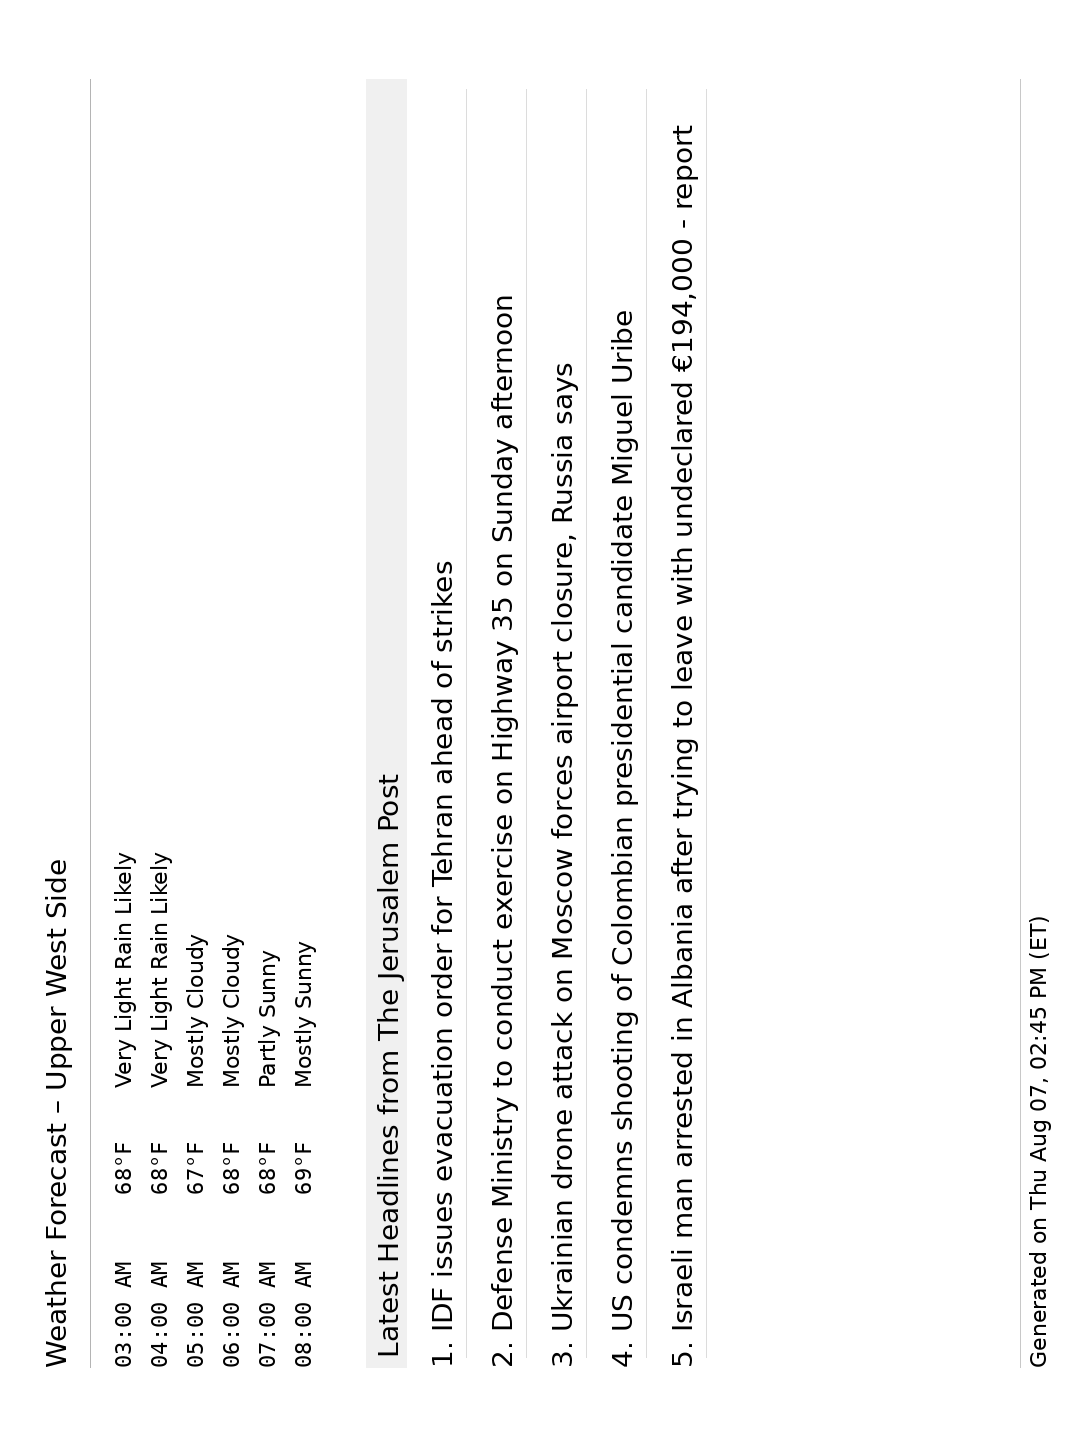 Weather Forecast – Upper West Side
03:00 AM 68°F Very Light Rain Likely
04:00 AM 68°F Very Light Rain Likely
05:00 AM 67°F Mostly Cloudy
06:00 AM 68°F Mostly Cloudy
07:00 AM 68°F Partly Sunny
08:00 AM 69°F Mostly Sunny
Latest Headlines from The Jerusalem Post
1. IDF issues evacuation order for Tehran ahead of strikes
2. Defense Ministry to conduct exercise on Highway 35 on Sunday afternoon
3. Ukrainian drone attack on Moscow forces airport closure, Russia says
4. US condemns shooting of Colombian presidential candidate Miguel Uribe
5. Israeli man arrested in Albania after trying to leave with undeclared €194,000 - report
Generated on Thu Aug 07, 02:45 PM (ET)